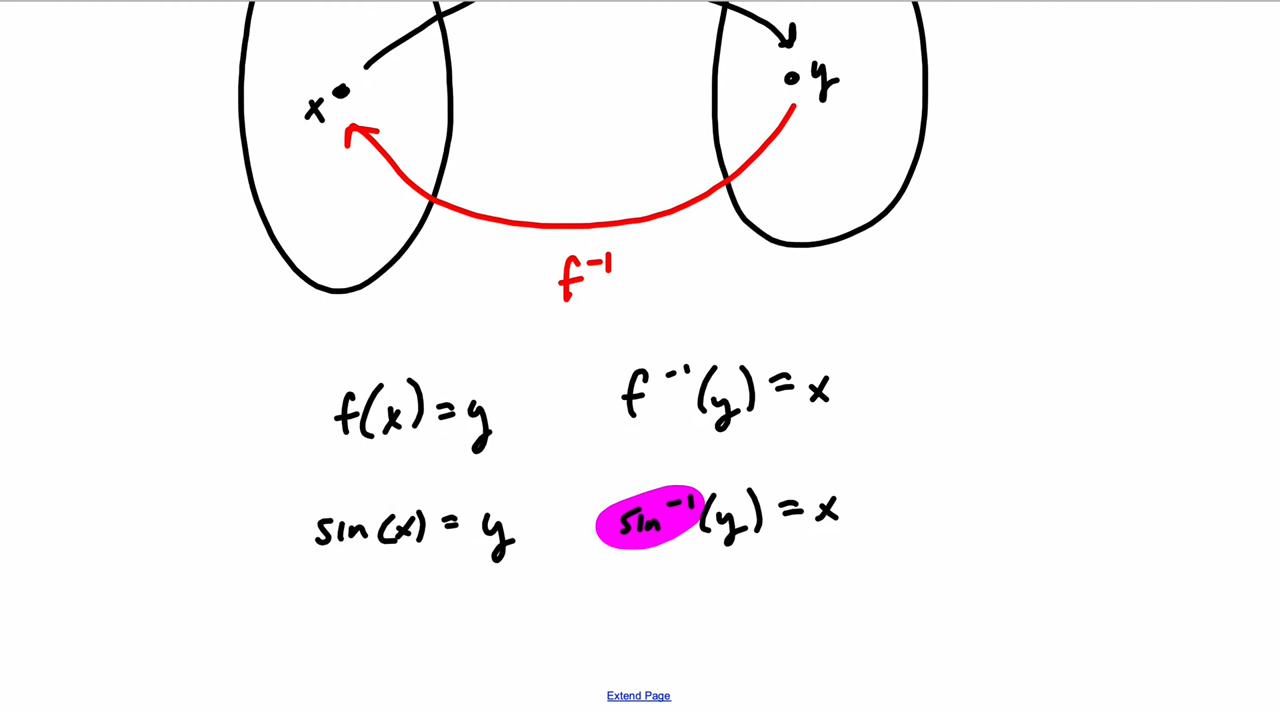 x
y
f⁻¹
f(x) = y
f⁻¹(y) = x
sin(x) = y
sin⁻¹(y) = x
Extend Page